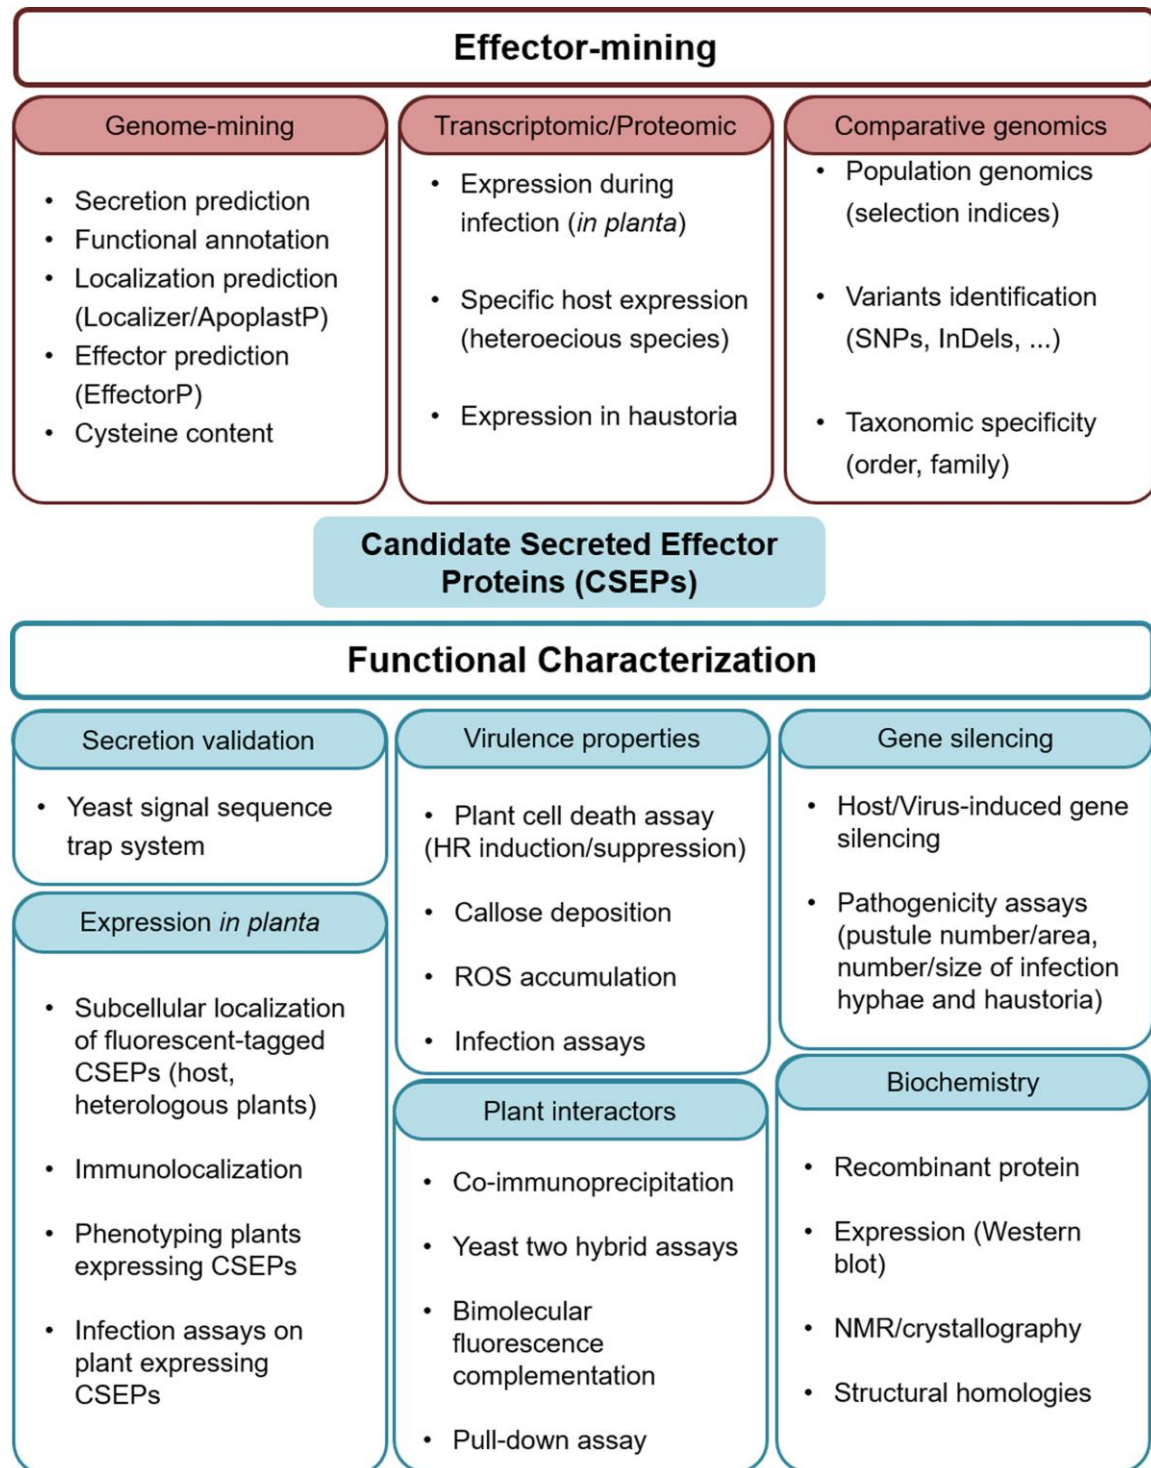 Effector-mining
Genome-mining
• Secretion prediction
• Functional annotation
• Localization prediction
(Localizer/ApoplastP)
• Effector prediction
(EffectorP)
• Cysteine content
Transcriptomic/Proteomic
• Expression during
infection (in planta)
• Specific host expression
(heteroecious species)
• Expression in haustoria
Comparative genomics
• Population genomics
(selection indices)
• Variants identification
(SNPs, InDels, ...)
• Taxonomic specificity
(order, family)
Candidate Secreted Effector
Proteins (CSEPs)
Functional Characterization
Secretion validation
• Yeast signal sequence
trap system
Expression in planta
• Subcellular localization
of fluorescent-tagged
CSEPs (host,
heterologous plants)
• Immunolocalization
• Phenotyping plants
expressing CSEPs
• Infection assays on
plant expressing
CSEPs
Virulence properties
• Plant cell death assay
(HR induction/suppression)
• Callose deposition
• ROS accumulation
• Infection assays
Plant interactors
• Co-immunoprecipitation
• Yeast two hybrid assays
• Bimolecular
fluorescence
complementation
• Pull-down assay
Gene silencing
• Host/Virus-induced gene
silencing
• Pathogenicity assays
(pustule number/area,
number/size of infection
hyphae and haustoria)
Biochemistry
• Recombinant protein
• Expression (Western
blot)
• NMR/crystallography
• Structural homologies